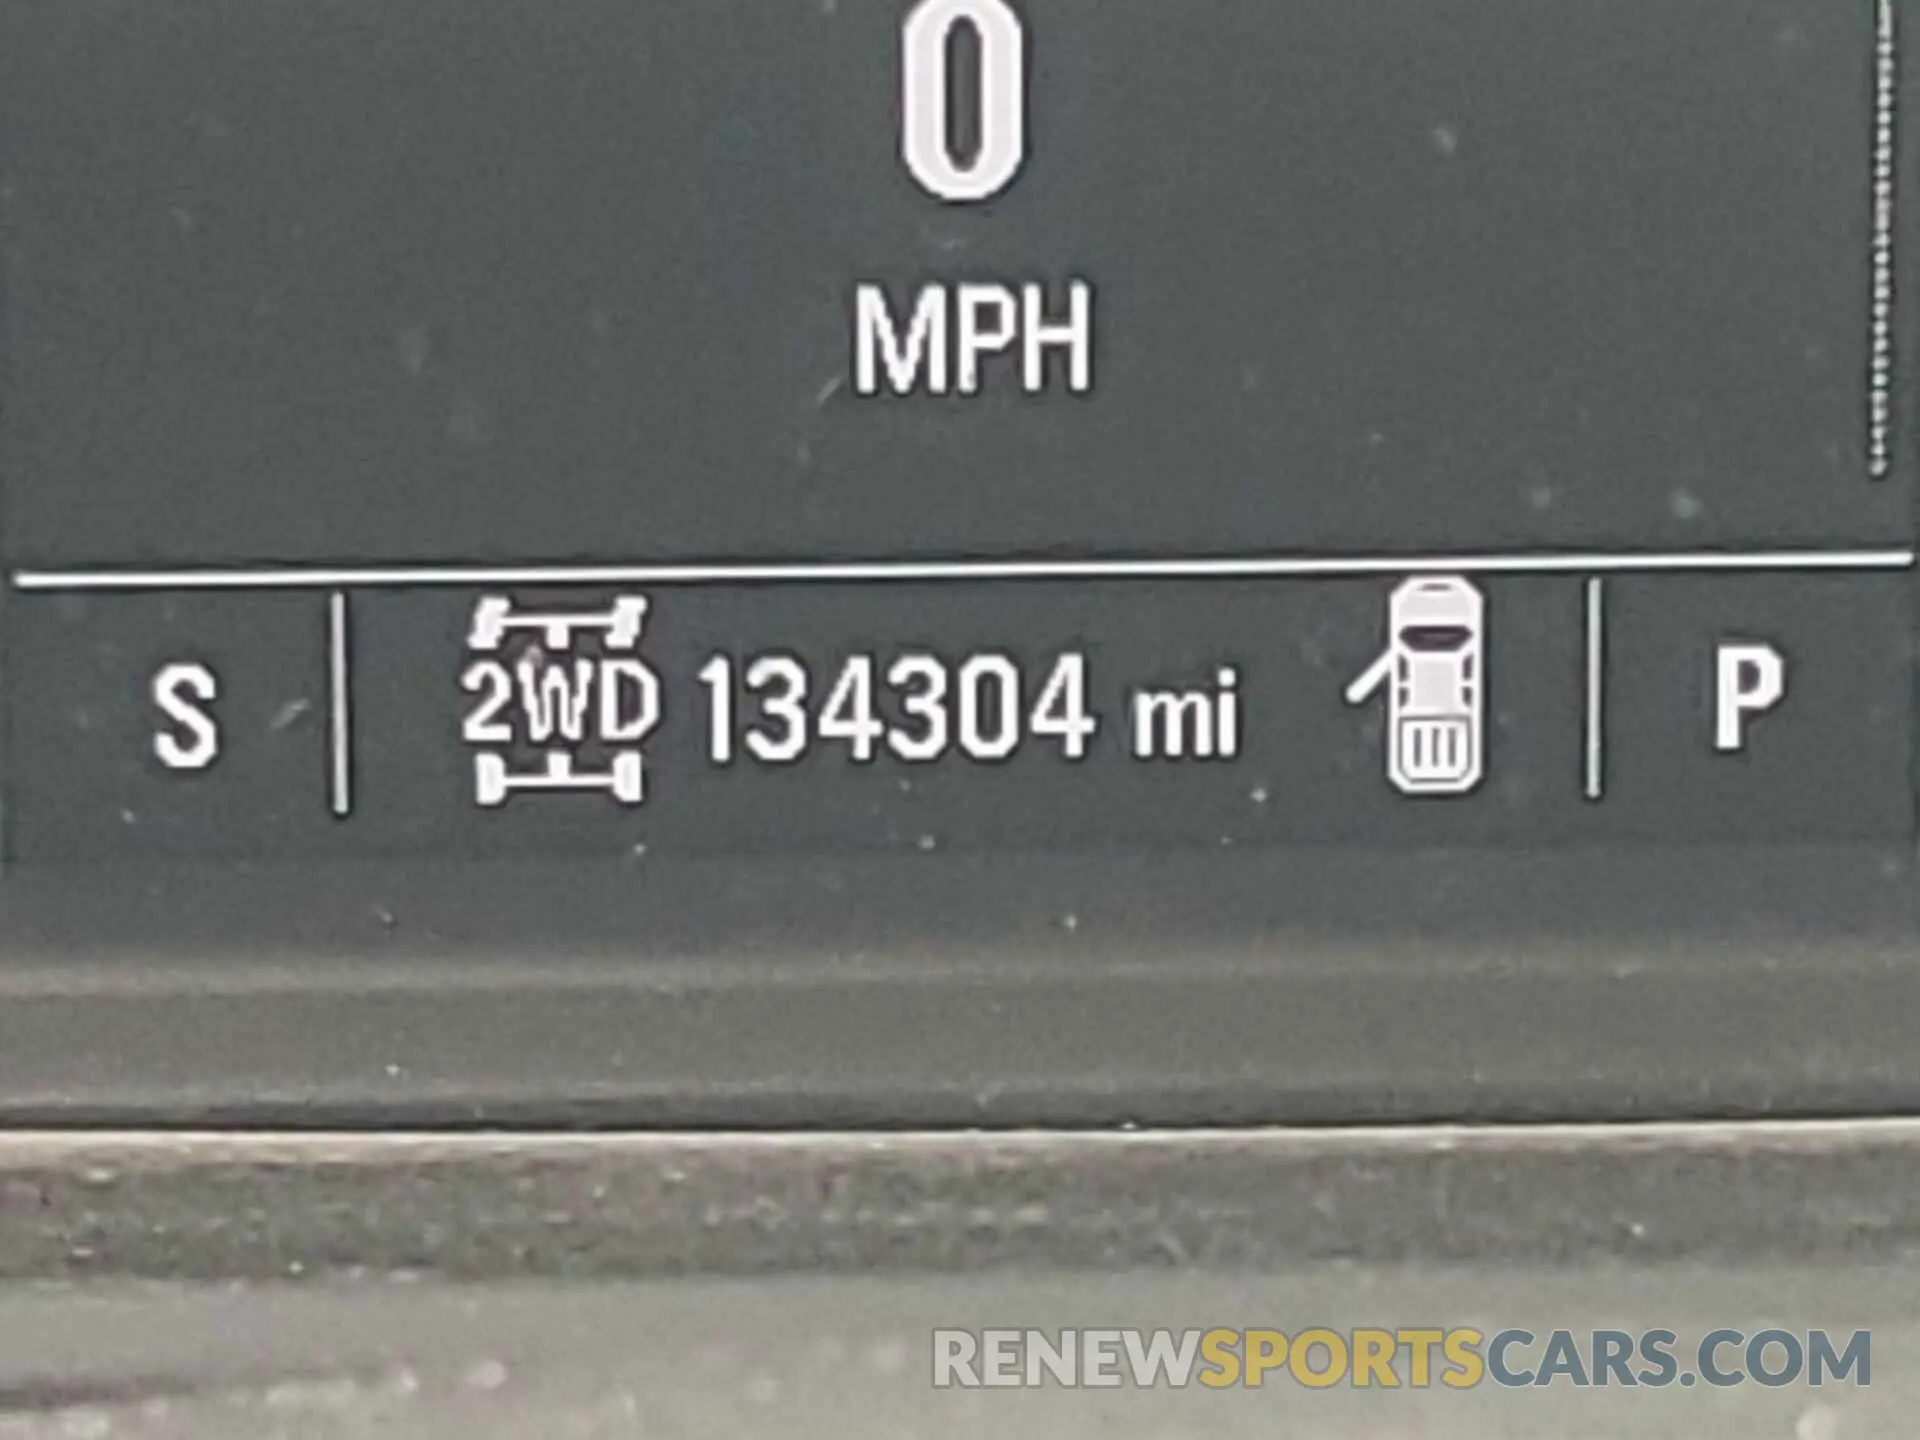 0
MPH
S 2WD 134304 mi P
RENEWSPORTSCARS.COM